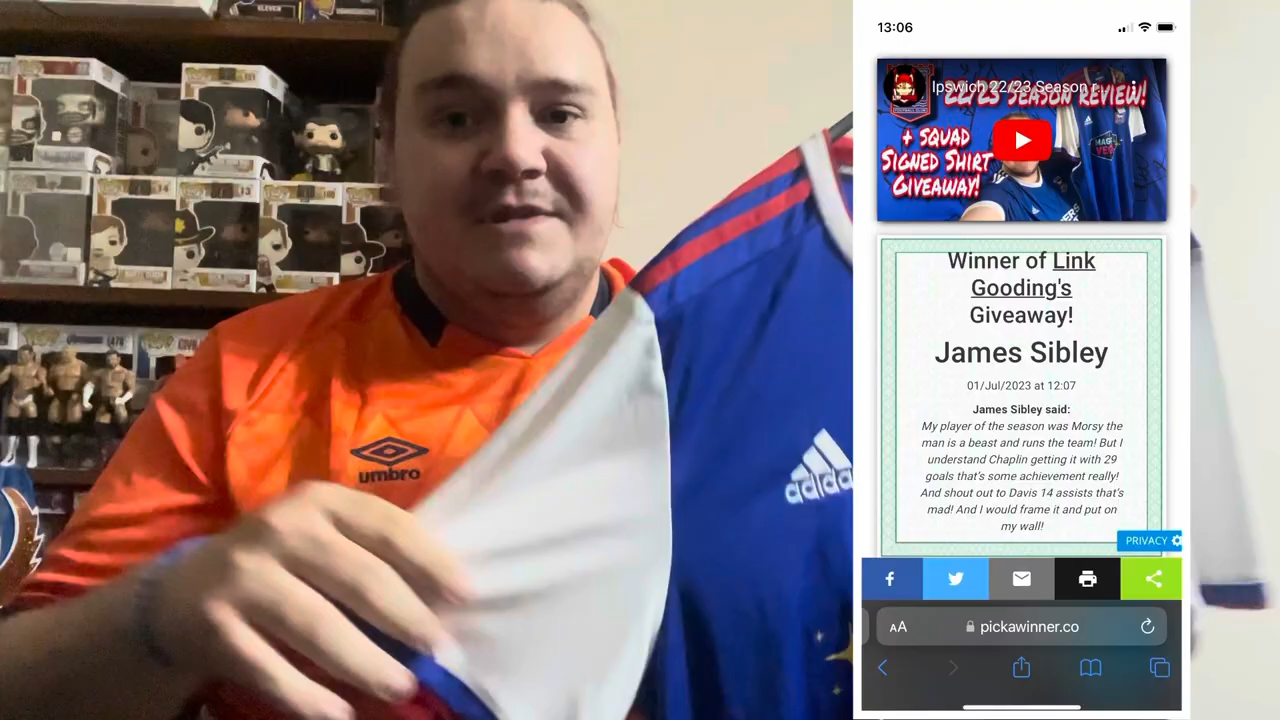 ELEVEN
umbro
adidas
13:06
Ipswich 22/23 Season r...
22/23 SEASON REVIEW!
+ SQUAD
SIGNED SHIRT
GIVEAWAY!
Winner of Link
Gooding's
Giveaway!
James Sibley
01/Jul/2023 at 12:07
James Sibley said:
My player of the season was Morsy the
man is a beast and runs the team! But I
understand Chaplin getting it with 29
goals that's some achievement really!
And shout out to Davis 14 assists that's
mad! And I would frame it and put on
my wall!
PRIVACY
AA
pickawinner.co